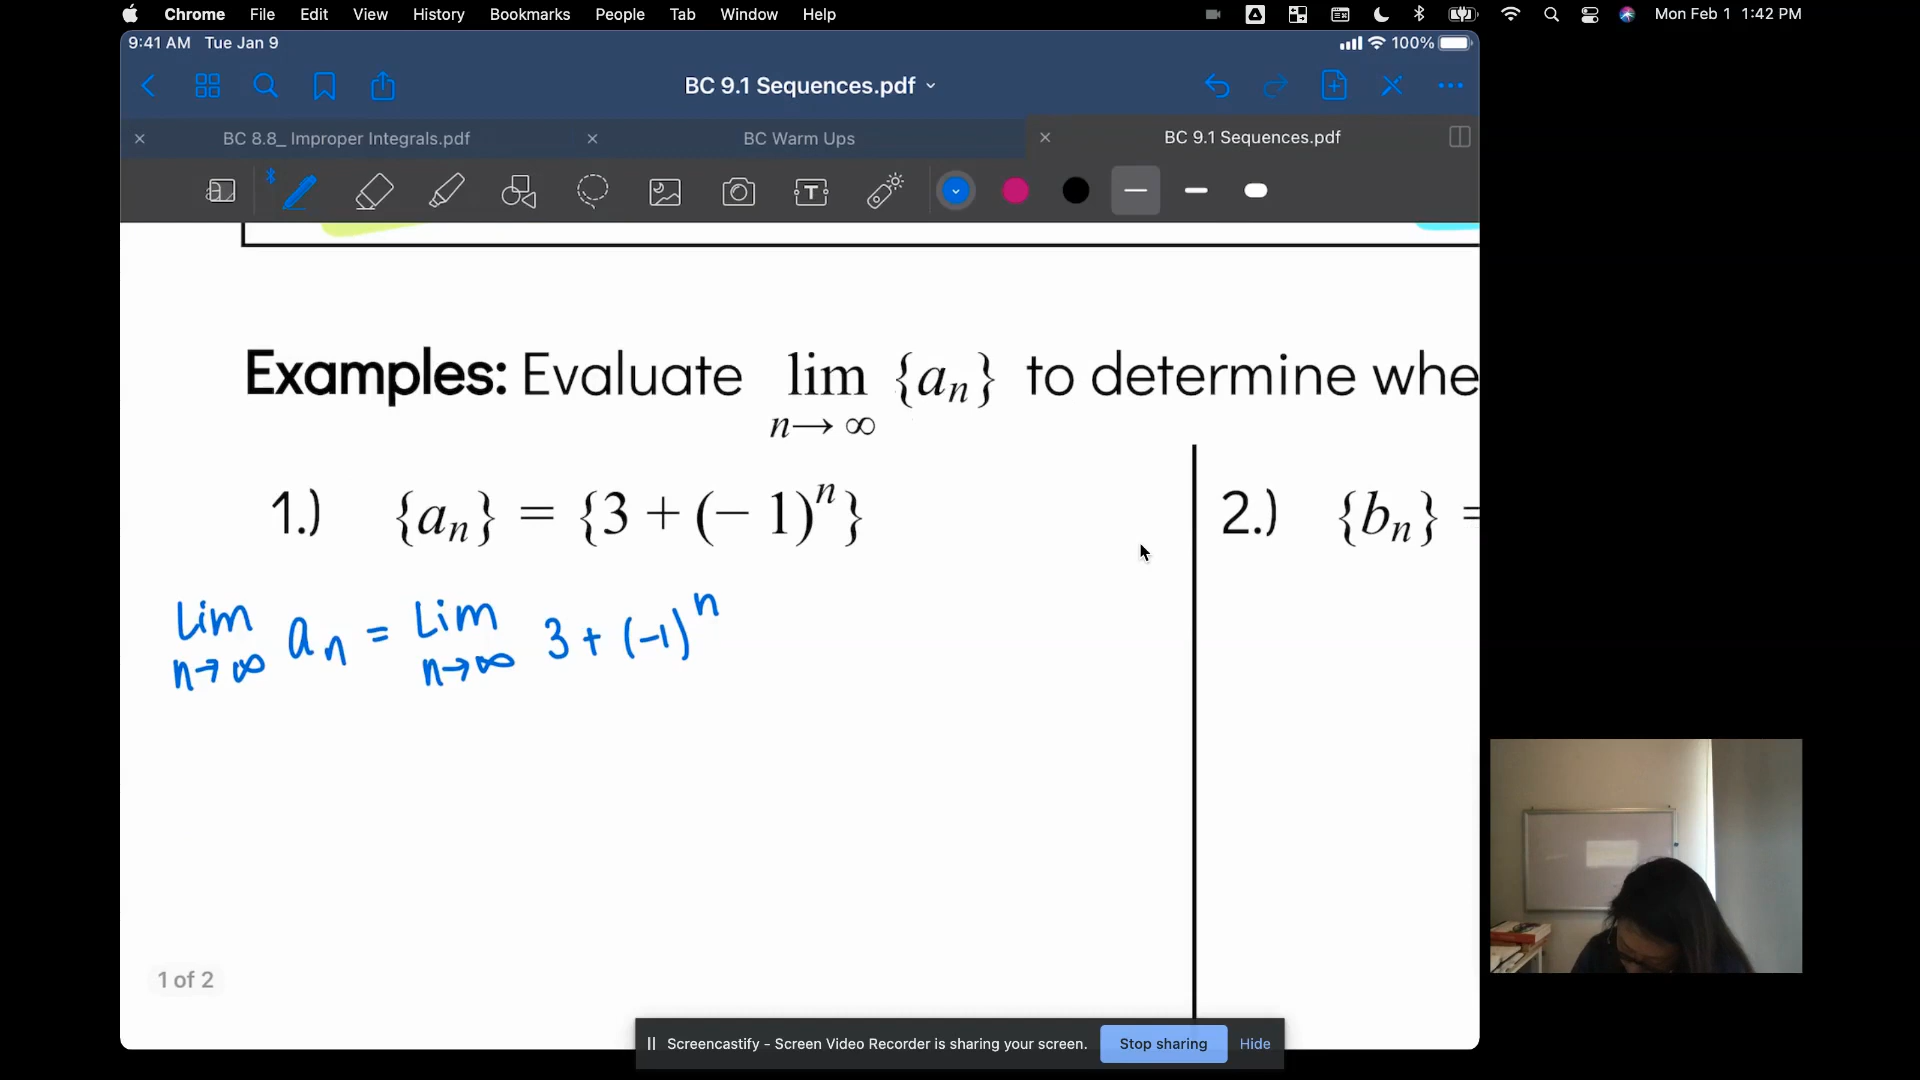 Chrome File Edit View History Bookmarks People Tab Window Help Mon Feb 1 1:42 PM
9:41 AM Tue Jan 9 100%
BC 9.1 Sequences.pdf
BC 8.8_ Improper Integrals.pdf BC Warm Ups BC 9.1 Sequences.pdf
Examples: Evaluate lim {aₙ} to determine whe
n→ ∞
1.) {aₙ} = {3 + (− 1)ⁿ} 2.) {bₙ} =
Lim aₙ = Lim 3 + (-1)ⁿ
n→∞ n→∞
1 of 2
Screencastify - Screen Video Recorder is sharing your screen. Stop sharing Hide